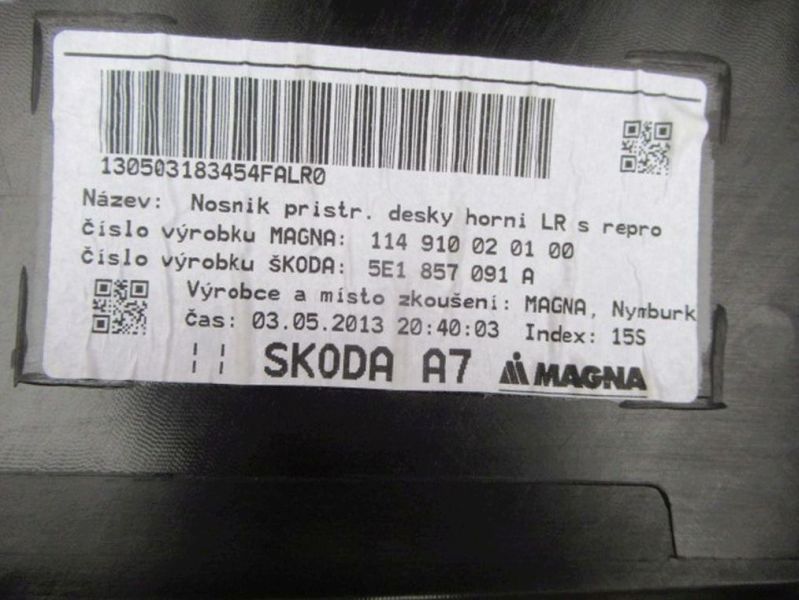 130503183454FALR0
Název: Nosnik pristr. desky horni LR s repro
číslo výrobku MAGNA: 114 910 02 01 00
číslo výrobku ŠKODA: 5E1 857 091 A
Výrobce a místo zkoušení: MAGNA, Nymburk
čas: 03.05.2013 20:40:03 Index: 15S
SKODA A7 MAGNA